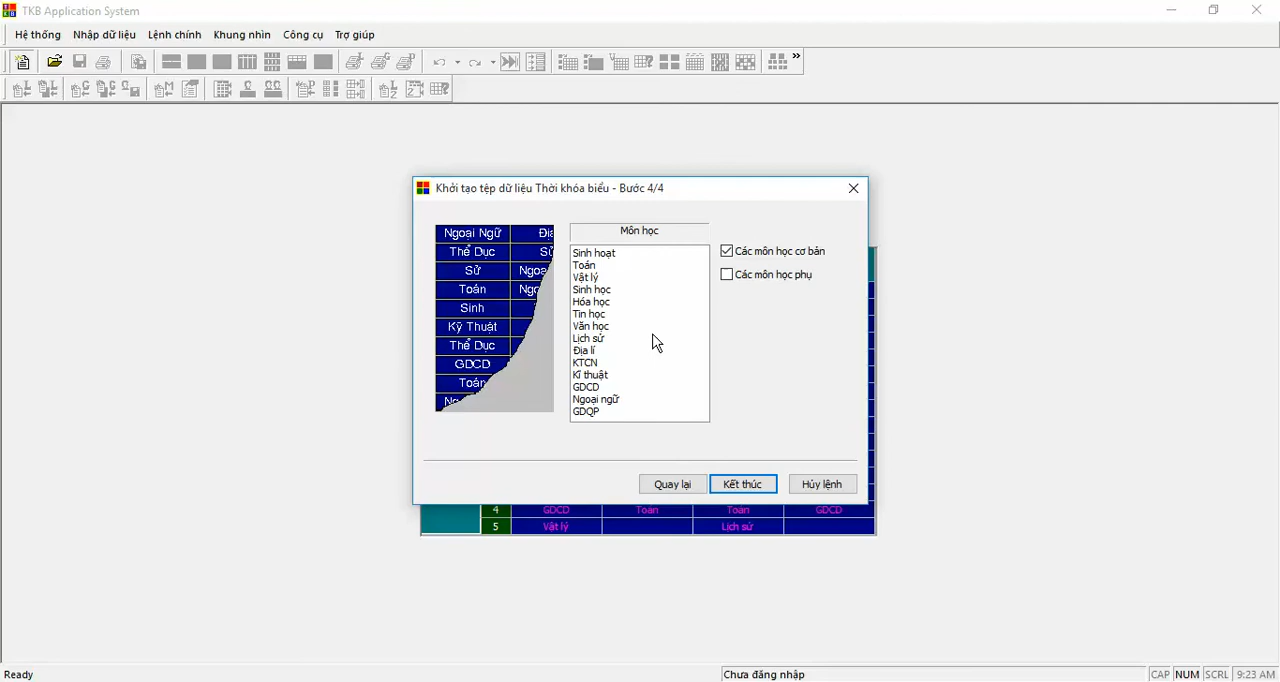 TKB Application System
Hệ thống Nhập dữ liệu Lệnh chính Khung nhìn Công cụ Trợ giúp
Khởi tạo tệp dữ liệu Thời khóa biểu - Bước 4/4
Ngoại Ngữ Địa
Thể Dục Sử
Sử Ngoạ
Toán Ngo
Sinh
Kỹ Thuật
Thể Dục
GDCD
Toán
Môn học
Sinh hoạt
Toán
Vật lý
Sinh học
Hóa học
Tin học
Văn học
Lịch sử
Địa lí
KTCN
Kĩ thuật
GDCD
Ngoại ngữ
GDQP
Các môn học cơ bản
Các môn học phụ
Quay lại Kết thúc Hủy lệnh
4 GDCD Toán Toán GDCD
5 Vật lý Lịch sử
Ready Chưa đăng nhập CAP NUM SCRL 9:23 AM